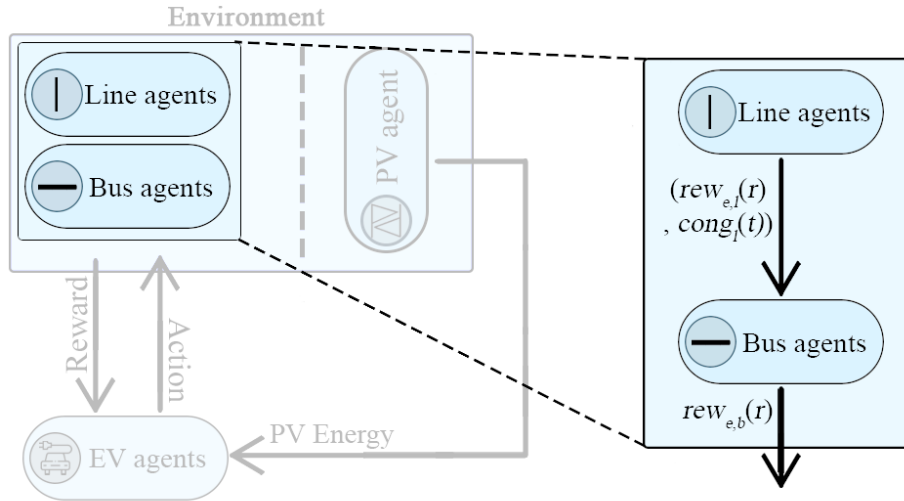 Environment
Line agents
Bus agents
PV agent
Reward
Action
EV agents
PV Energy
Line agents
(rew_{e,l}(r)
, cong_l(t))
Bus agents
rew_{e,b}(r)